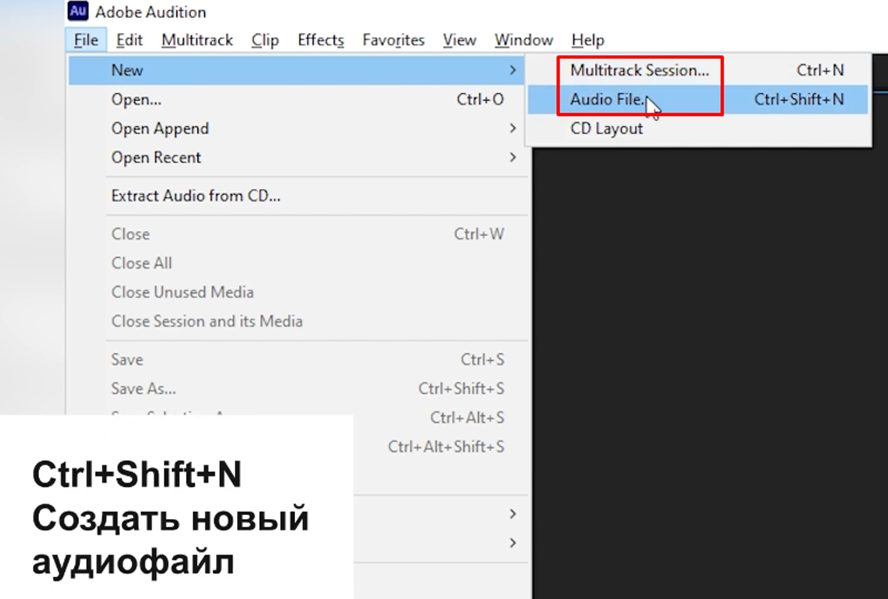 Au Adobe Audition
File Edit Multitrack Clip Effects Favorites View Window Help
New
Multitrack Session... Ctrl+N
Open... Ctrl+O
Audio File... Ctrl+Shift+N
Open Append
CD Layout
Open Recent
Extract Audio from CD...
Close Ctrl+W
Close All
Close Unused Media
Close Session and its Media
Save Ctrl+S
Save As... Ctrl+Shift+S
Ctrl+Alt+S
Ctrl+Alt+Shift+S
Ctrl+Shift+N
Создать новый
аудиофайл